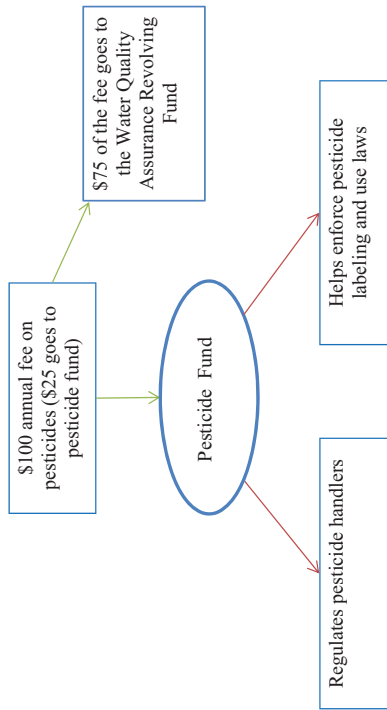 $100 annual fee on
pesticides ($25 goes to
pesticide fund)
$75 of the fee goes to
the Water Quality
Assurance Revolving
Fund
Pesticide Fund
Regulates pesticide handlers
Helps enforce pesticide
labeling and use laws